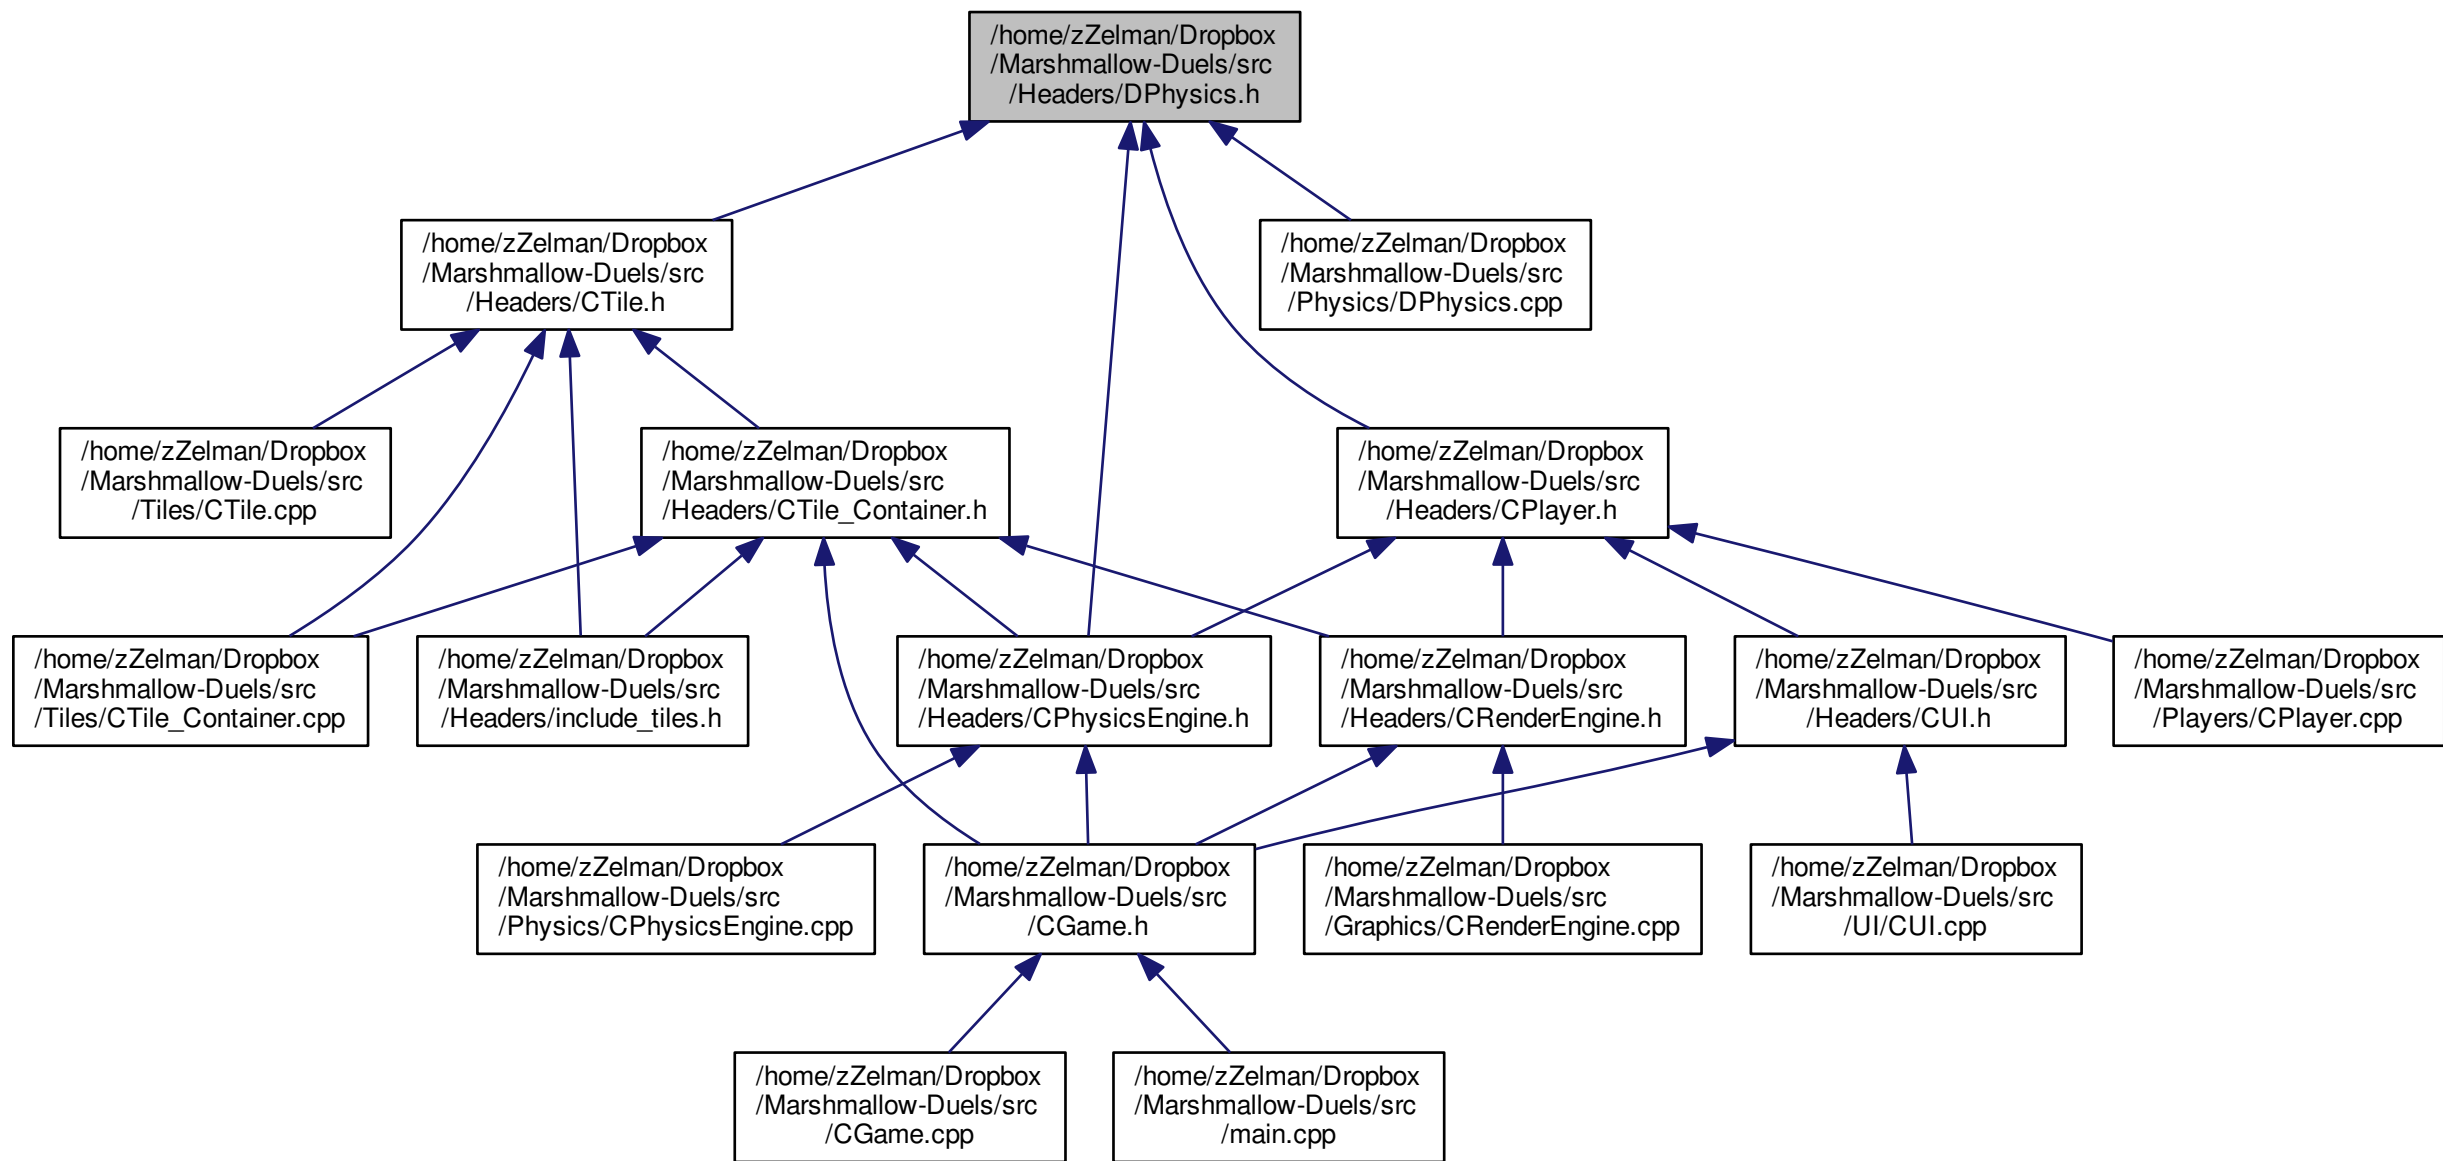 /home/zZelman/Dropbox
/Marshmallow-Duels/src
/Headers/DPhysics.h
/home/zZelman/Dropbox
/Marshmallow-Duels/src
/Headers/CTile.h
/home/zZelman/Dropbox
/Marshmallow-Duels/src
/Physics/DPhysics.cpp
/home/zZelman/Dropbox
/Marshmallow-Duels/src
/Tiles/CTile.cpp
/home/zZelman/Dropbox
/Marshmallow-Duels/src
/Headers/CTile_Container.h
/home/zZelman/Dropbox
/Marshmallow-Duels/src
/Headers/CPlayer.h
/home/zZelman/Dropbox
/Marshmallow-Duels/src
/Tiles/CTile_Container.cpp
/home/zZelman/Dropbox
/Marshmallow-Duels/src
/Headers/include_tiles.h
/home/zZelman/Dropbox
/Marshmallow-Duels/src
/Headers/CPhysicsEngine.h
/home/zZelman/Dropbox
/Marshmallow-Duels/src
/Headers/CRenderEngine.h
/home/zZelman/Dropbox
/Marshmallow-Duels/src
/Headers/CUI.h
/home/zZelman/Dropbox
/Marshmallow-Duels/src
/Players/CPlayer.cpp
/home/zZelman/Dropbox
/Marshmallow-Duels/src
/Physics/CPhysicsEngine.cpp
/home/zZelman/Dropbox
/Marshmallow-Duels/src
/CGame.h
/home/zZelman/Dropbox
/Marshmallow-Duels/src
/Graphics/CRenderEngine.cpp
/home/zZelman/Dropbox
/Marshmallow-Duels/src
/UI/CUI.cpp
/home/zZelman/Dropbox
/Marshmallow-Duels/src
/CGame.cpp
/home/zZelman/Dropbox
/Marshmallow-Duels/src
/main.cpp